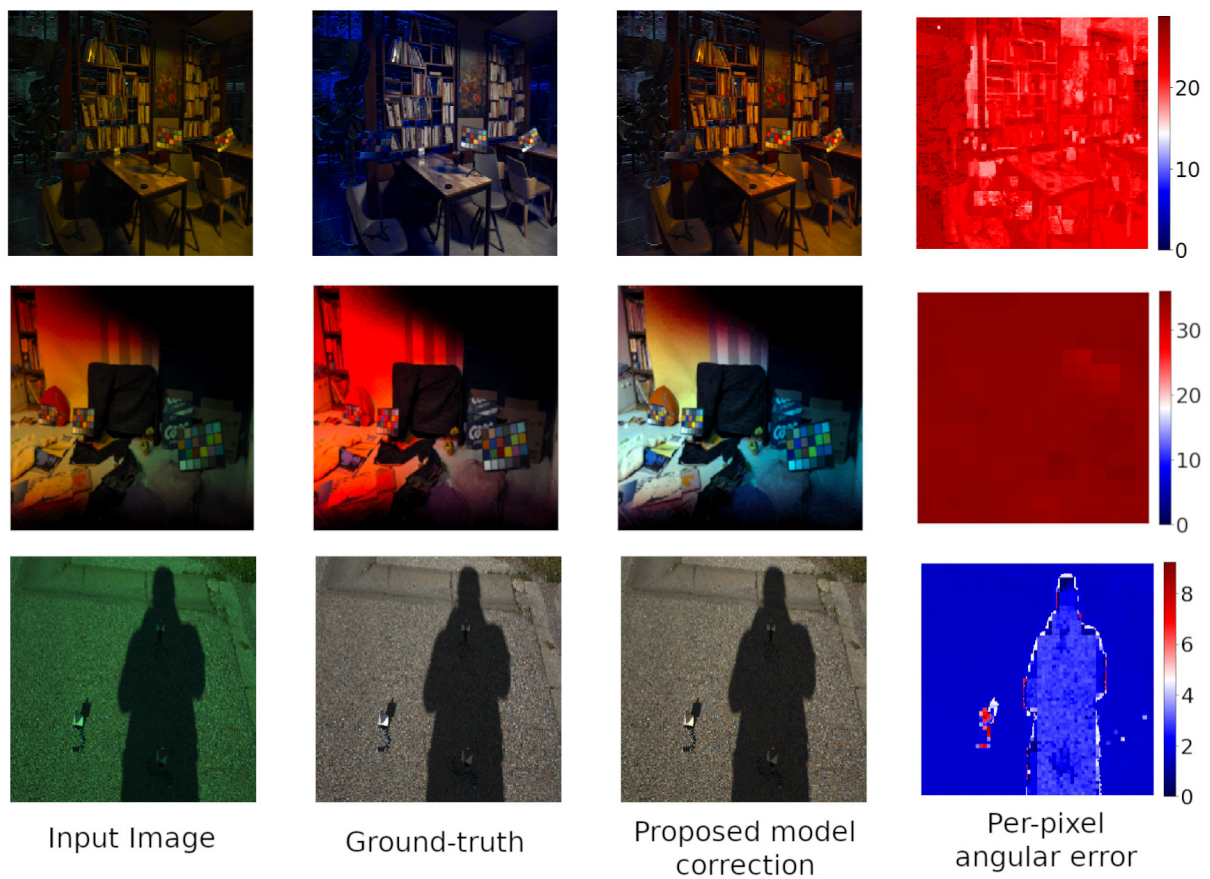 20
10
0
30
20
10
0
8
6
4
2
0
Input Image
Ground-truth
Proposed model
correction
Per-pixel
angular error